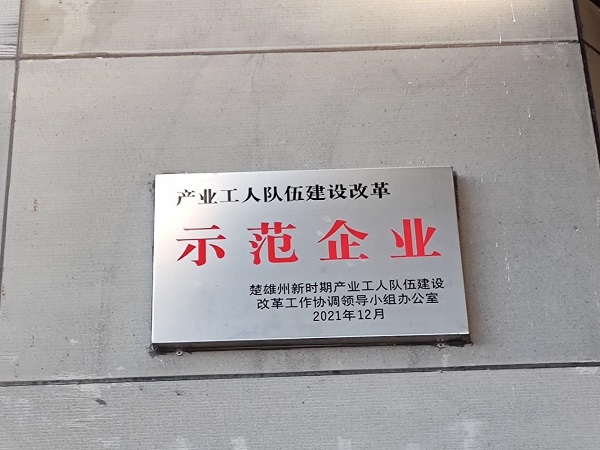 产业工人队伍建设改革
示范企业
楚雄州新时期产业工人队伍建设
改革工作协调领导小组办公室
2021年12月